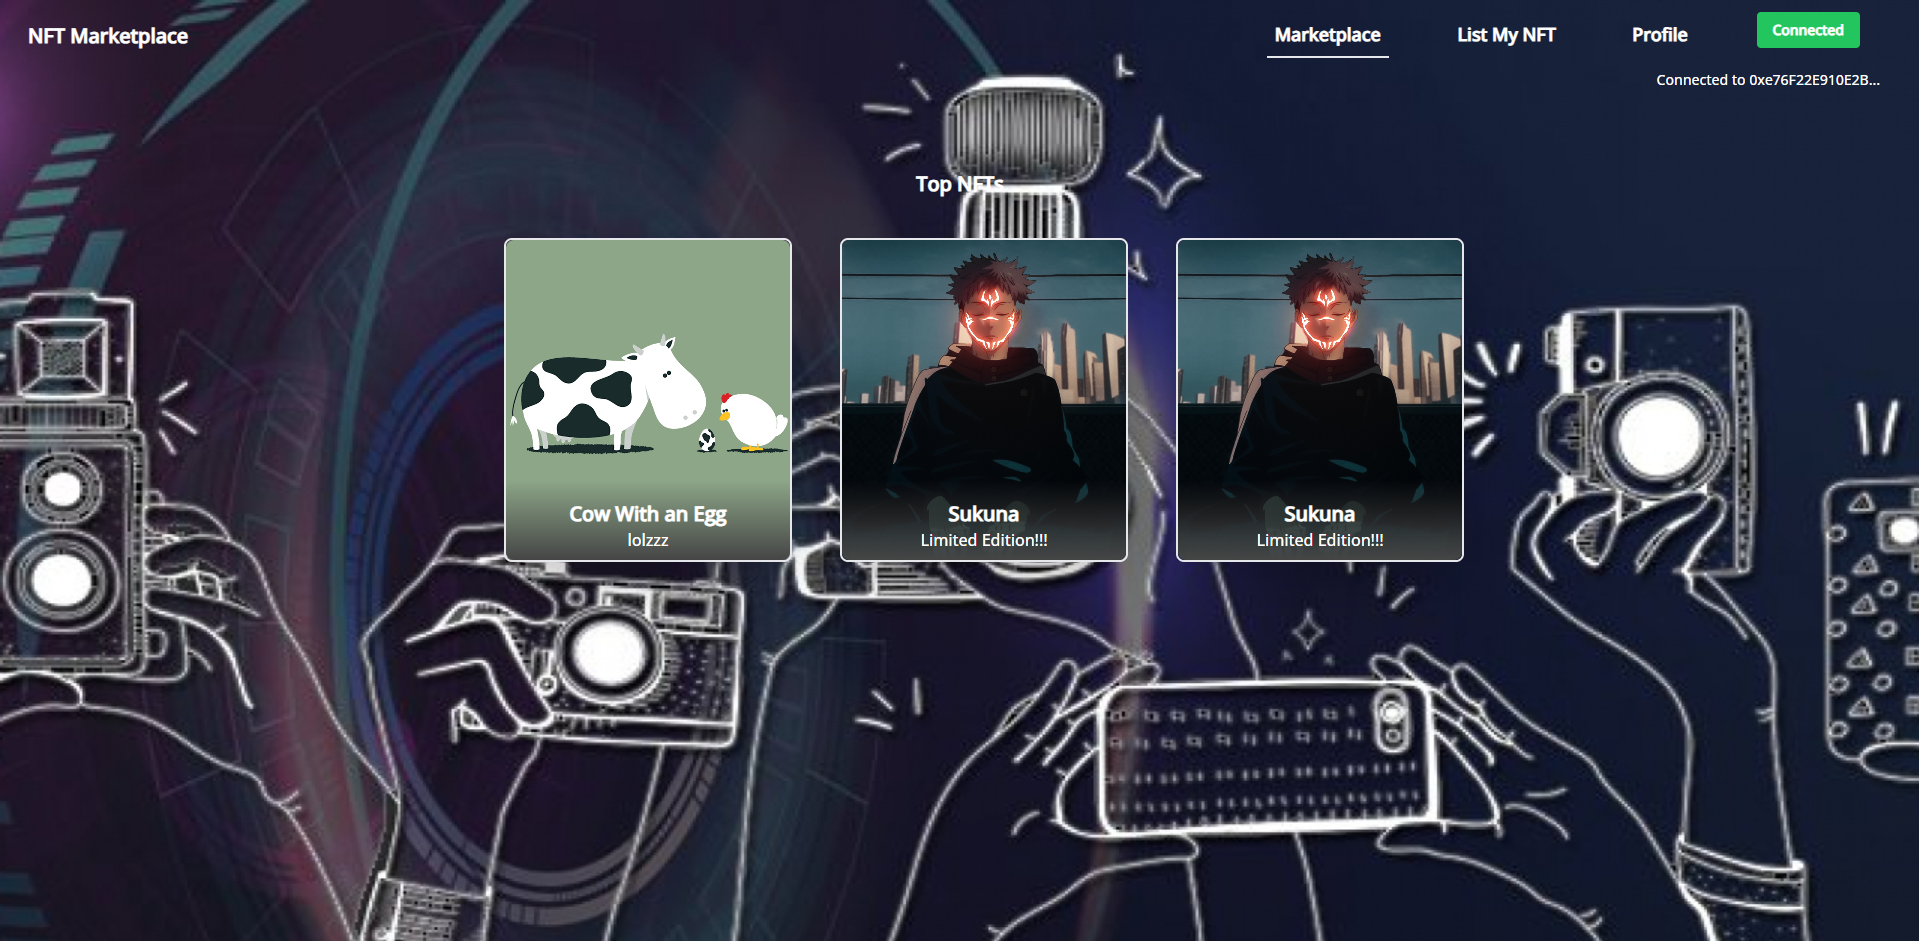 NFT Marketplace
Marketplace
List My NFT
Profile
Connected
Connected to 0xe76F22E910E2B...
Top NFTs
Cow With an Egg
lolzzz
Sukuna
Limited Edition!!!
Sukuna
Limited Edition!!!